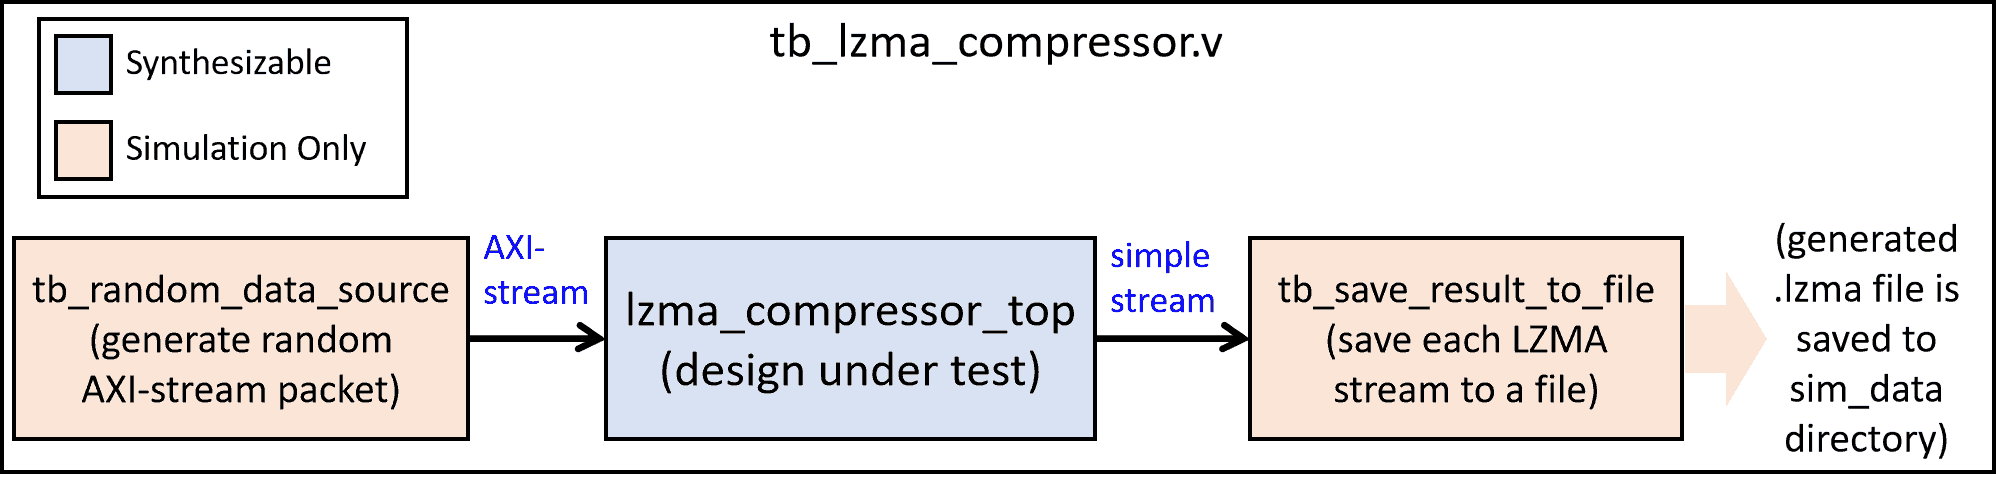 tb_lzma_compressor.v
Synthesizable
Simulation Only
tb_random_data_source
(generate random
AXI-stream packet)
AXI-
stream
lzma_compressor_top
(design under test)
simple
stream
tb_save_result_to_file
(save each LZMA
stream to a file)
(generated
.lzma file is
saved to
sim_data
directory)